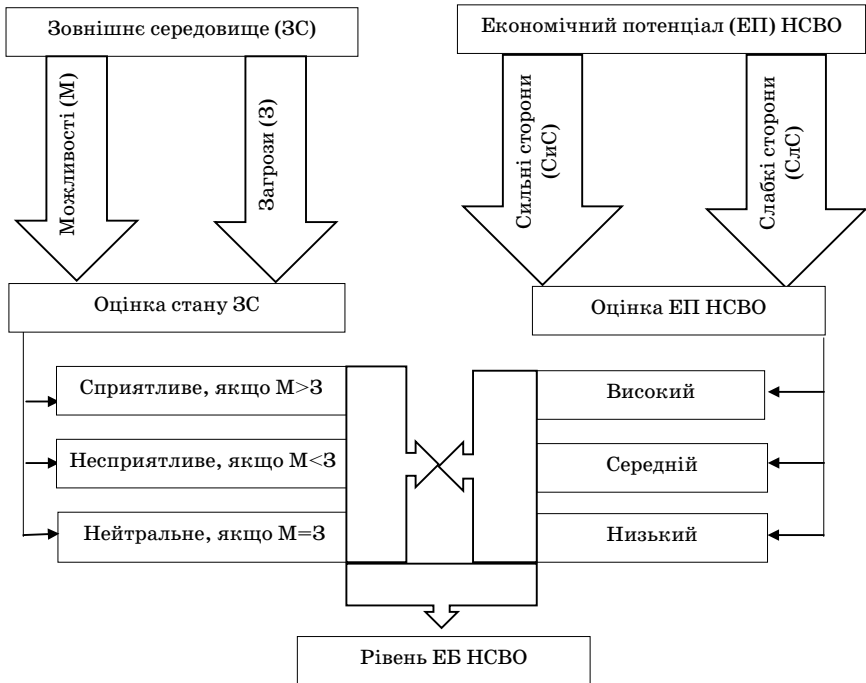 Зовнішнє середовище (ЗС)
Економічний потенціал (ЕП) НСВО
Можливості (М)
Загрози (З)
Сильні сторони
(СиС)
Слабкі сторони
(СлС)
Оцінка стану ЗС
Оцінка ЕП НСВО
Сприятливе, якщо М>З
Високий
Несприятливе, якщо М<З
Середній
Нейтральне, якщо М=З
Низький
Рівень ЕБ НСВО